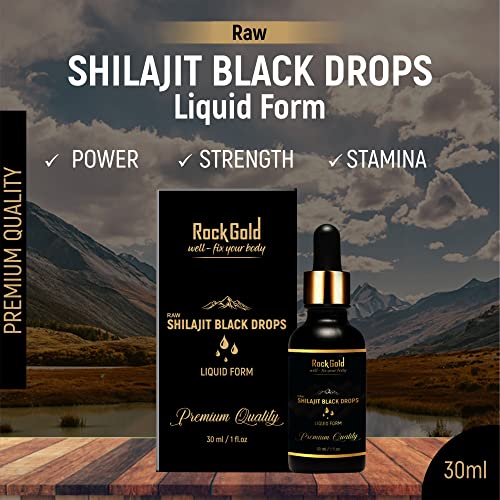 Raw
SHILAJIT BLACK DROPS
Liquid Form
✓ POWER ✓ STRENGTH ✓ STAMINA
PREMIUM QUALITY
RockGold
well-fix your body
RAW
SHILAJIT BLACK DROPS
LIQUID FORM
Premium Quality
30 ml / 1 fl.oz
RockGold
well-fix your body
RAW
SHILAJIT BLACK DROPS
LIQUID FORM
Premium Quality
30 ml / 1 fl.oz
30ml